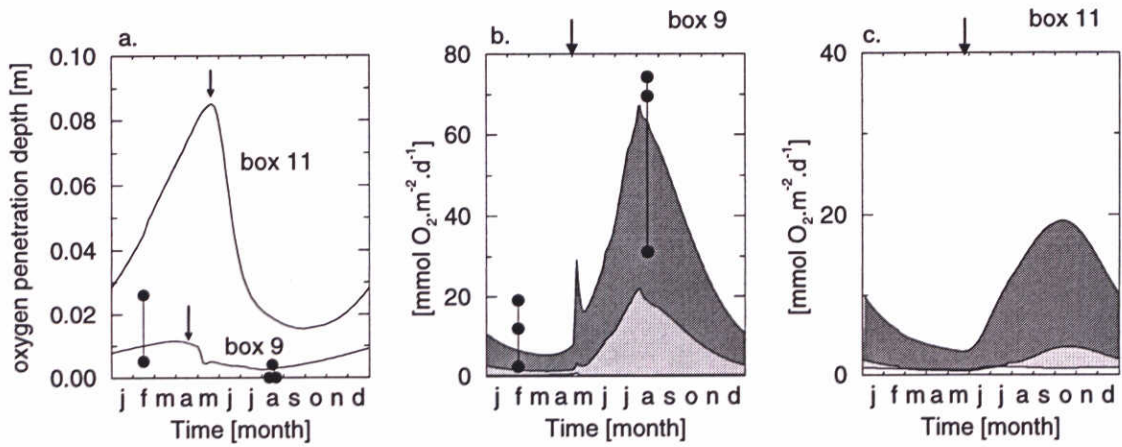 a.
oxygen penetration depth [m]
0.10
0.08
0.06
0.04
0.02
0.00
box 11
box 9
j f m a M j j a s o n d
Time [month]
b.
box 9
[mmol O₂.m⁻².d⁻¹]
80
60
40
20
0
j f m a m j j a s o n d
Time [month]
c.
box 11
[mmol O₂.m⁻².d⁻¹]
40
20
0
j f m a M j j a s o n d
Time [month]